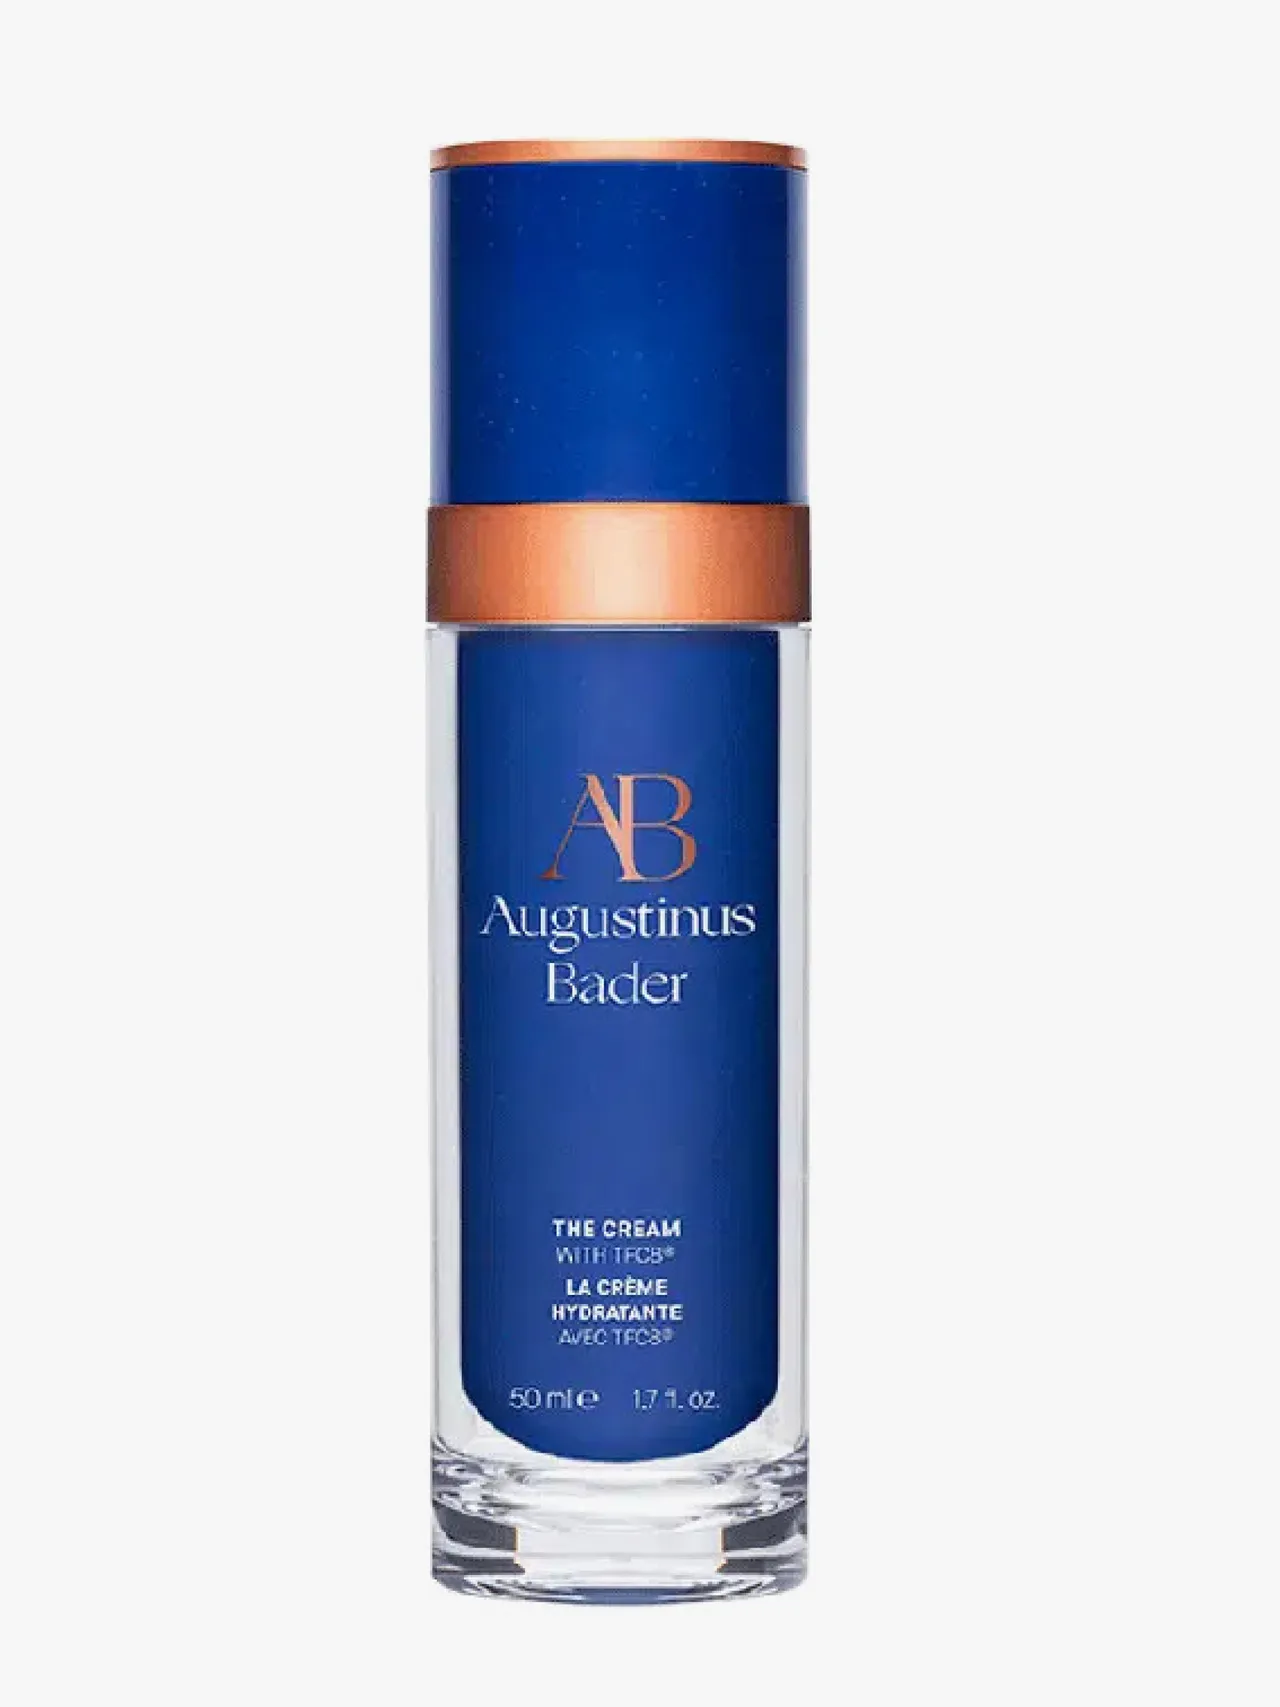 AB
Augustinus
Bader
THE CREAM
WITH TFC8®
LA CRÈME
HYDRATANTE
AVEC TFC8®
50 ml ℮ 1.7 fl. oz.